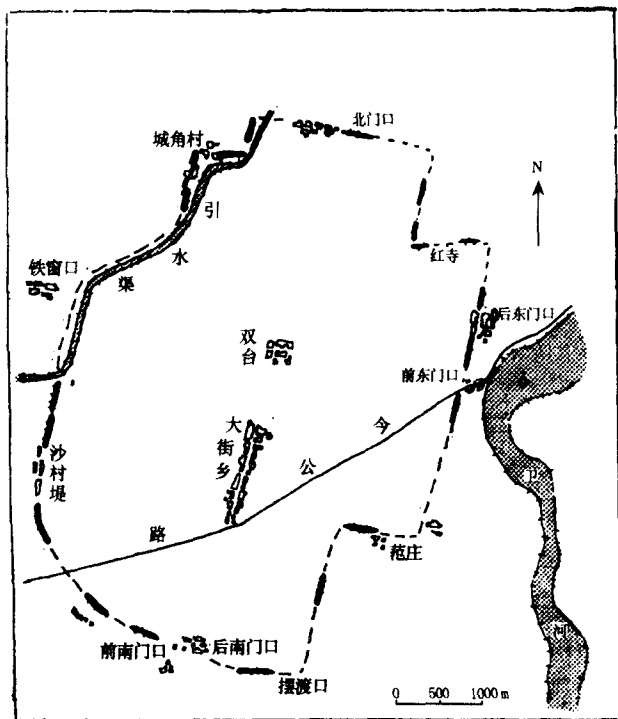 北门口
城角村
N
引
水
渠
红寺
铁窗口
后东门口
双台
前东门口
今
大街乡
公
卫
沙村堤
路
范庄
河
前南门口
后南门口
摆渡口
0 500 1000 m